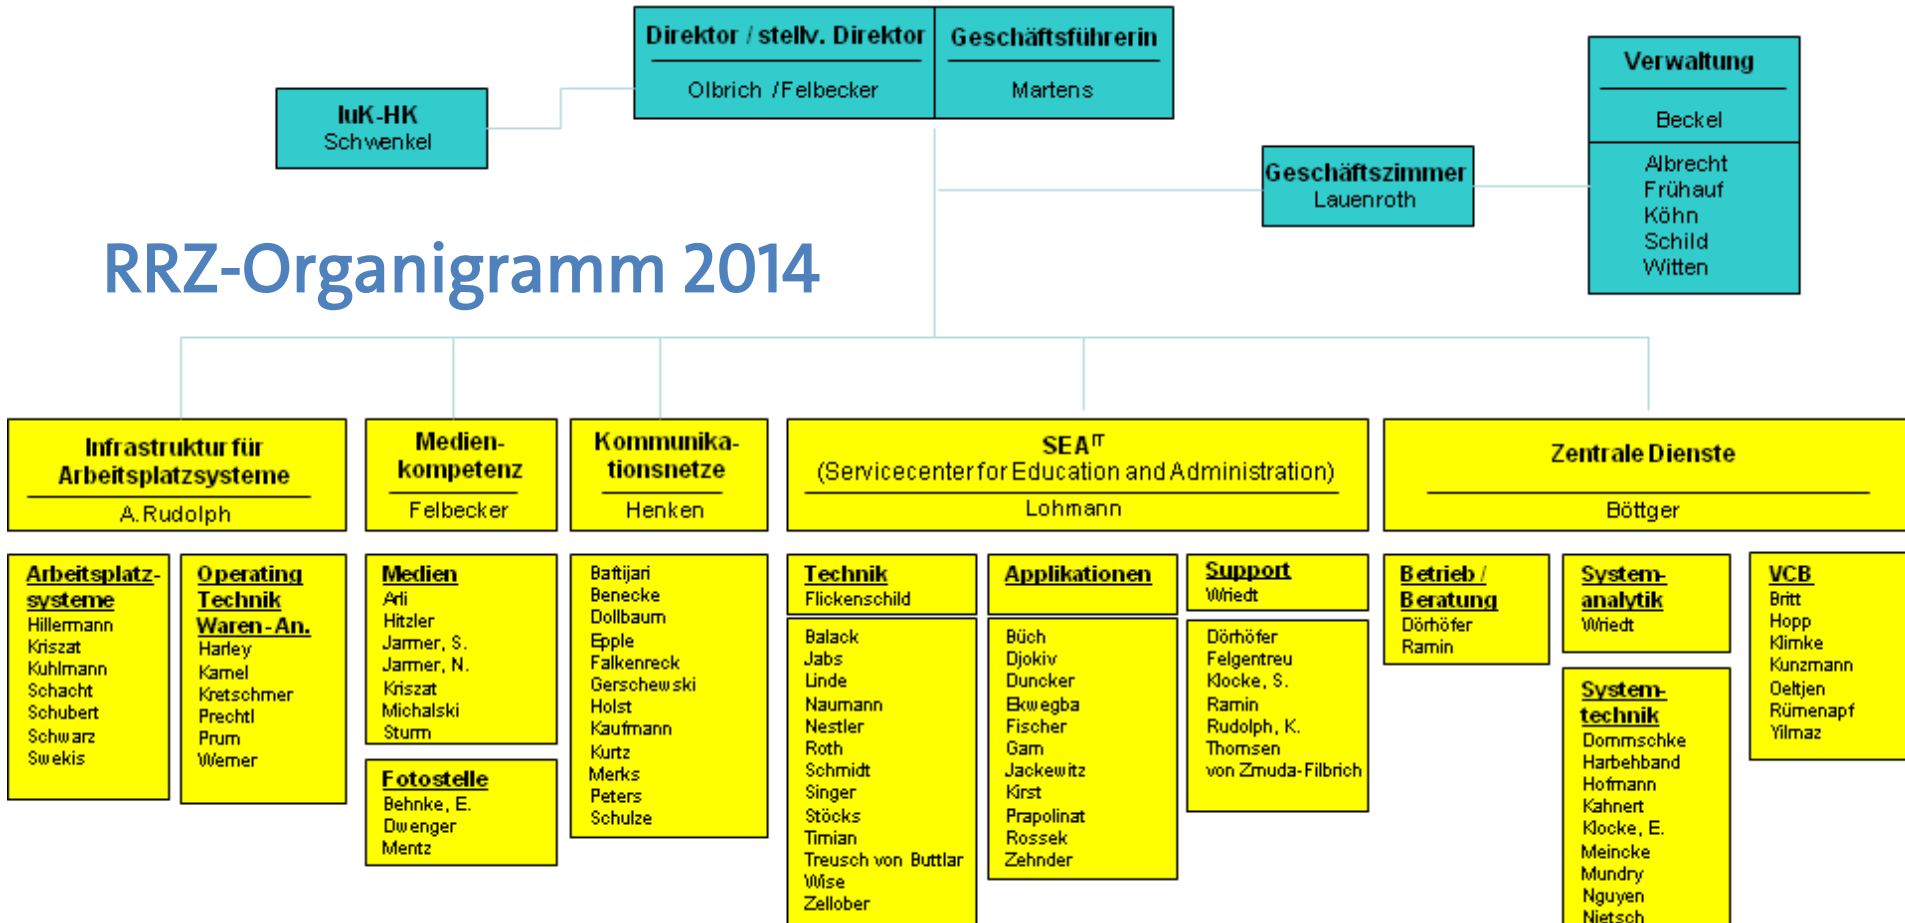 Direktor / stellv. Direktor
Olbrich / Felbecker
Geschäftsführerin
Martens
IuK-HK
Schwenkel
Verwaltung
Beckel
Albrecht
Frühauf
Köhn
Schild
Witten
Geschäftszimmer
Lauenroth
RRZ-Organigramm 2014
Infrastruktur für
Arbeitsplatzsysteme
A. Rudolph
Medien-
kompetenz
Felbecker
Kommunika-
tionsnetze
Henken
SEA IT
(Servicecenter for Education and Administration)
Lohmann
Zentrale Dienste
Böttger
Arbeitsplatz-
systeme
Hillermann
Kriszat
Kuhlmann
Schacht
Schubert
Schwarz
Swekis
Operating
Technik
Waren-An.
Harley
Kamel
Kretschmer
Prechtl
Prum
Werner
Medien
Arli
Hitzler
Jarmer, S.
Jarmer, N.
Kriszat
Michalski
Sturm
Fotostelle
Behnke, E.
Dwenger
Mentz
Baftijari
Benecke
Dollbaum
Epple
Falkenreck
Gerschewski
Holst
Kaufmann
Kurtz
Merks
Peters
Schulze
Technik
Flickenschild
Balack
Jabs
Linde
Naumann
Nestler
Roth
Schmidt
Singer
Stöcks
Timian
Treusch von Buttlar
Wise
Zellober
Applikationen
Büch
Djokiv
Duncker
Ekwegba
Fischer
Garn
Jackewitz
Kirst
Prapolinat
Rossek
Zehnder
Support
Wriedt
Dörhöfer
Felgentreu
Klocke, S.
Ramin
Rudolph, K.
Thomsen
von Zmuda-Filbrich
Betrieb /
Beratung
Dörhöfer
Ramin
System-
analytik
Wriedt
System-
technik
Dommschke
Harbehband
Hofmann
Kahnert
Klocke, E.
Meincke
Mundry
Nguyen
Nietsch
VCB
Britt
Hopp
Klimke
Kunzmann
Oeltjen
Rümenapf
Yilmaz